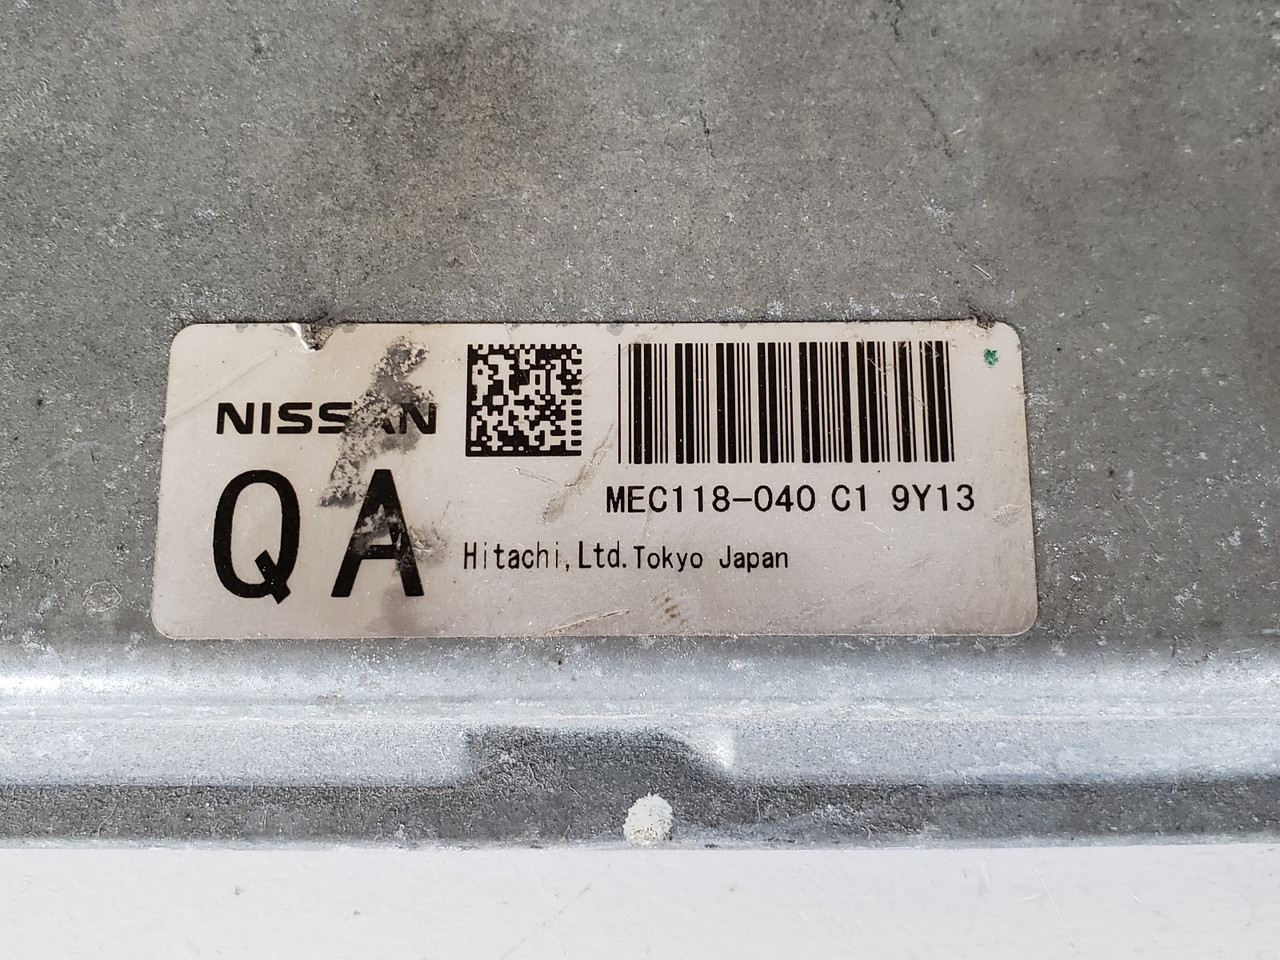 NISSAN
QA
MEC118-040 C1 9Y13
Hitachi,Ltd.Tokyo Japan